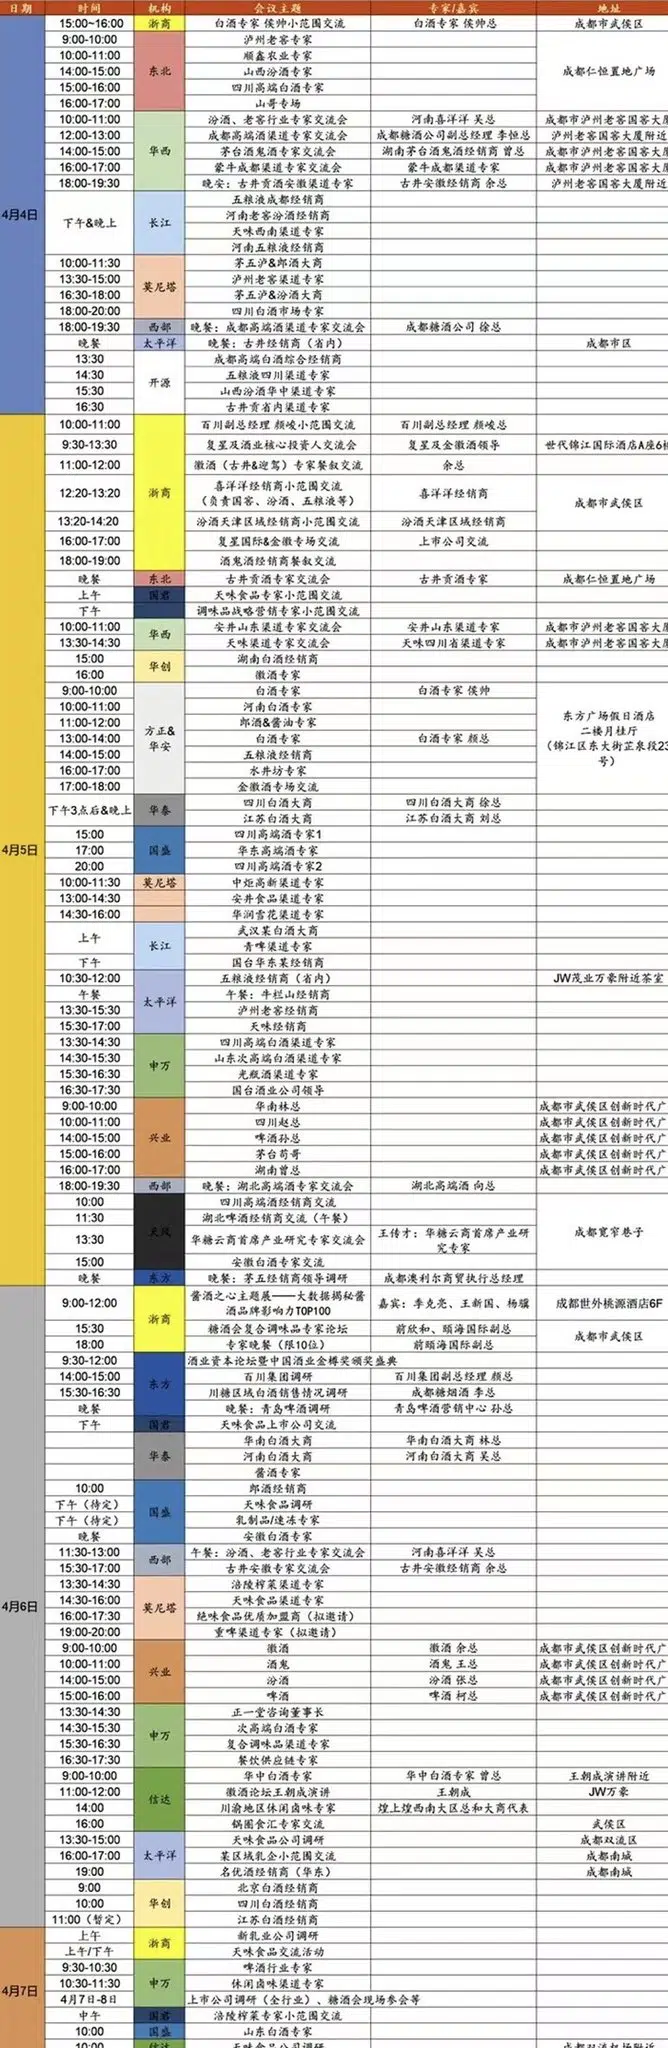 日期 时间 机构 会议主题 专家/嘉宾 地址
15:00~16:00 浙商 白酒专家 侯帅小范围交流 白酒专家 侯帅总 成都市武侯区
9:00-10:00 泸州老窖专家
10:00-11:00 顺鑫农业专家
14:00-15:00 东北 山西汾酒专家 成都仁恒置地广场
15:00-16:00 四川高端白酒专家
16:00-17:00 山哥专场
10:00-11:00 汾酒、老窖行业专家交流会 河南喜洋洋 吴总 成都市泸州老窖国窖大厦
12:00-13:00 成都高端酒渠道专家交流会 成都糖酒公司副总经理 李恒总 泸州老窖国窖大厦附近
14:00-15:00 华西 茅台酒鬼酒专家交流会 湖南茅台酒鬼酒经销商 曾总 成都市泸州老窖国窖大厦
16:00-17:00 蒙牛成都渠道专家交流会 蒙牛成都渠道专家 成都市泸州老窖国窖大厦
18:00-19:30 晚安：古井贡酒安徽渠道专家 古井安徽经销商 余总 泸州老窖国窖大厦附近
4月4日
五粮液成都经销商
河南老窖汾酒经销商
下午&晚上 长江 天味西南渠道专家
河南五粮液经销商
10:00-11:30 茅五泸&郎酒大商
13:30-15:00 莫尼塔 泸州老窖渠道专家
16:30-18:00 茅五泸&汾酒大商
18:00-20:00 四川白酒市场专家
18:00-19:30 西部 晚餐：成都高端酒渠道专家交流会 成都糖酒公司 徐总
晚餐 太平洋 晚餐：古井经销商（省内） 成都市区
13:30 成都高端白酒综合经销商
14:30 开源 五粮液四川渠道专家
15:30 山西汾酒华中渠道专家
16:30 古井贡省内渠道专家
10:00-11:00 百川副总经理 颜峻小范围交流 百川副总经理 颜峻总
9:30-13:30 复星及酒业核心投资人交流会 复星及金徽酒领导 世代锦江国际酒店A座6楼
11:00-12:00 徽酒（古井&迎驾）专家餐叙交流 余总
12:20-13:20 浙商 喜洋洋经销商小范围交流 喜洋洋经销商 成都市武侯区
（负责国窖、汾酒、五粮液等）
13:20-14:20 汾酒天津区域经销商小范围交流 汾酒天津区域经销商
16:00-17:00 复星国际&金徽专场交流 上市公司交流
18:00-19:00 酒鬼酒经销商餐叙交流
晚餐 东北 古井贡酒专家交流会 古井贡酒专家 成都仁恒置地广场
上午 国君 天味食品专家小范围交流
下午 调味品战略营销专家小范围交流
10:00-11:00 华西 安井山东渠道专家交流会 安井山东渠道专家 成都市泸州老窖国窖大厦
13:30-14:30 天味渠道专家交流会 天味四川省渠道专家 成都市泸州老窖国窖大厦
15:00 华创 湖南白酒经销商
16:00 徽酒专家
9:00-10:00 白酒专家 白酒专家 侯帅
10:00-11:00 河南白酒专家
11:00-12:00 方正&华安 郎酒&酱油专家 东方广场假日酒店
13:00-14:00 白酒专家 白酒专家 颜总 二楼月桂厅
14:00-15:00 五粮液经销商 （锦江区东大街芷泉段23号）
16:00-17:00 水井坊专家
17:00-18:00 金徽酒专场交流
下午3点后&晚上 华泰 四川白酒大商 四川白酒大商 徐总
江苏白酒大商 江苏白酒大商 刘总
4月5日
15:00 四川高端酒专家1
17:00 国盛 华东高端酒专家
20:00 四川高端酒专家2
10:00-11:30 莫尼塔 中炬高新渠道专家
13:00-14:30 安井食品渠道专家
14:30-16:00 华润雪花渠道专家
上午 武汉某白酒大商
长江 青啤渠道专家
下午 国台华东某经销商
10:30-12:00 五粮液经销商（省内） JW茂业万豪附近茶室
午餐 太平洋 午餐：牛栏山经销商
13:30-15:30 泸州老窖经销商
15:30-17:00 天味经销商
13:30-14:30 四川高端白酒渠道专家
14:30-15:30 申万 山东次高端白酒渠道专家
15:30-16:30 光瓶酒渠道专家
16:30-17:30 国台酒业公司领导
9:00-10:00 华南林总 成都市武侯区创新时代广
10:00-11:00 四川赵总 成都市武侯区创新时代广
14:00-15:00 兴业 啤酒孙总 成都市武侯区创新时代广
15:00-16:00 茅台苟哥 成都市武侯区创新时代广
16:00-17:00 湖南曾总 成都市武侯区创新时代广
18:00-19:30 西部 晚餐：湖北高端酒专家交流会 湖北高端酒 向总
10:00 四川高端酒经销商交流
11:30 湖北啤酒经销商交流（午餐）
13:30 天风 华糖云商首席产业研究专家交流会 王传才：华糖云商首席产业研究专家 成都宽窄巷子
15:00 安徽白酒专家交流
晚餐 东方 晚餐：茅五经销商领导调研 成都澳利尔商贸执行总经理
9:00-12:00 酱酒之心主题展——大数据揭秘酱酒品牌影响力TOP100 嘉宾：李克亮、王新国、杨骥 成都世外桃源酒店6F
15:30 浙商 糖酒会复合调味品专家论坛 前欣和、颐海国际副总 成都市武侯区
18:00 专家晚餐（限10位） 前颐海国际副总
9:30-12:00 酒业资本论坛暨中国酒业金樽奖颁奖盛典
14:00-15:00 东方 百川集团调研 百川集团副总经理 颜总
15:30-16:30 川糖区域白酒销售情况调研 成都糖烟酒 李总
晚餐 晚餐：青岛啤酒调研 青岛啤酒营销中心 孙总
下午 国君 天味食品上市公司交流
华南白酒大商 华南白酒大商 林总
华泰 河南白酒大商 河南白酒大商 吴总
酱酒专家
10:00 郎酒经销商
下午（待定） 国盛 天味食品调研
下午（待定） 乳制品/速冻专家
晚餐 安徽白酒专家
11:30-13:00 西部 午餐：汾酒、老窖行业专家交流会 河南喜洋洋 吴总
15:30-17:00 古井安徽专家交流会 古井安徽经销商 余总
4月6日
13:30-14:30 涪陵榨菜渠道专家
14:30-16:00 莫尼塔 天味食品渠道专家
16:00-17:30 绝味食品优质加盟商（拟邀请）
19:00-20:00 重啤渠道专家（拟邀请）
9:00-10:00 徽酒 徽酒 余总 成都市武侯区创新时代广
10:00-11:00 兴业 酒鬼 酒鬼 王总 成都市武侯区创新时代广
14:00-15:00 汾酒 汾酒 张总 成都市武侯区创新时代广
15:00-16:00 啤酒 啤酒 柯总 成都市武侯区创新时代广
13:30-14:30 正一堂咨询董事长
14:30-15:30 申万 次高端白酒专家
15:30-16:30 复合调味品渠道专家
16:30-17:30 餐饮供应链专家
9:00-10:00 华中白酒专家 华中白酒专家 曾总 王朝成演讲附近
11:00-12:00 信达 徽酒论坛王朝成演讲 王朝成 JW万豪
14:00 川渝地区休闲卤味专家 煌上煌西南大区总和大商代表
16:00 锅圈食汇专家交流 武侯区
13:30-15:00 天味食品公司调研 成都双流区
16:00-17:00 太平洋 某区域乳企小范围交流 成都南城
19:00 名优酒经销商（华东） 成都南城
9:00 北京白酒经销商
10:00 华创 四川白酒经销商
11:00（暂定） 江苏白酒经销商
上午 浙商 新乳业公司调研
上午/下午 天味食品交流活动
9:30-10:30 啤酒行业专家
10:30-11:30 申万 休闲卤味渠道专家
4月7日
4月7日-8日 上市公司调研（全行业）、糖酒会现场参会等
中午 国君 涪陵榨菜专家小范围交流
10:00 国盛 山东白酒专家